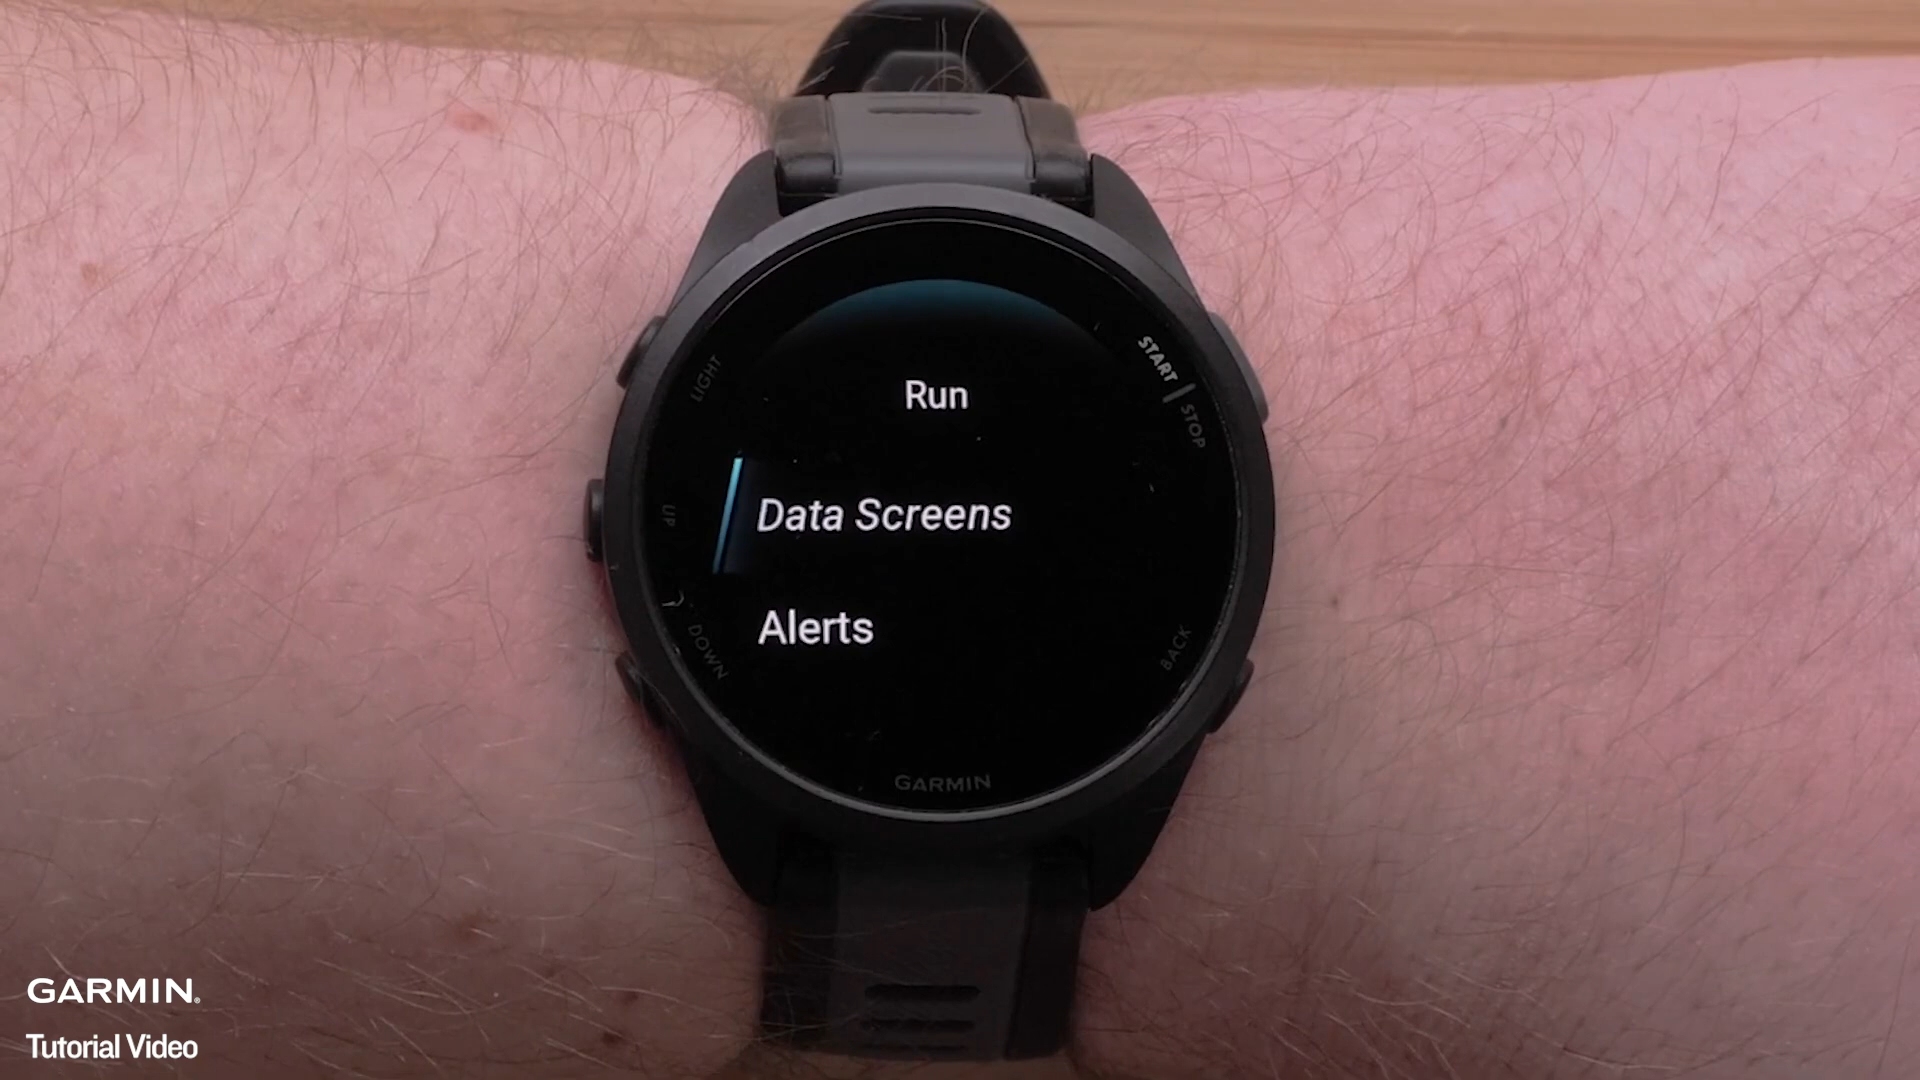 LIGHT
START
STOP
Run
Data Screens
UP
Alerts
DOWN
BACK
GARMIN
GARMIN®
Tutorial Video